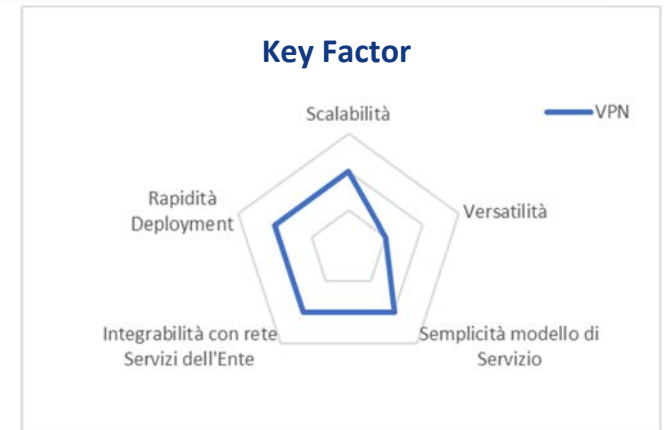 Key Factor
Scalabilità
VPN
Rapidità
Deployment
Versatilità
Integrabilità con rete
Servizi dell'Ente
Semplicità modello di
Servizio